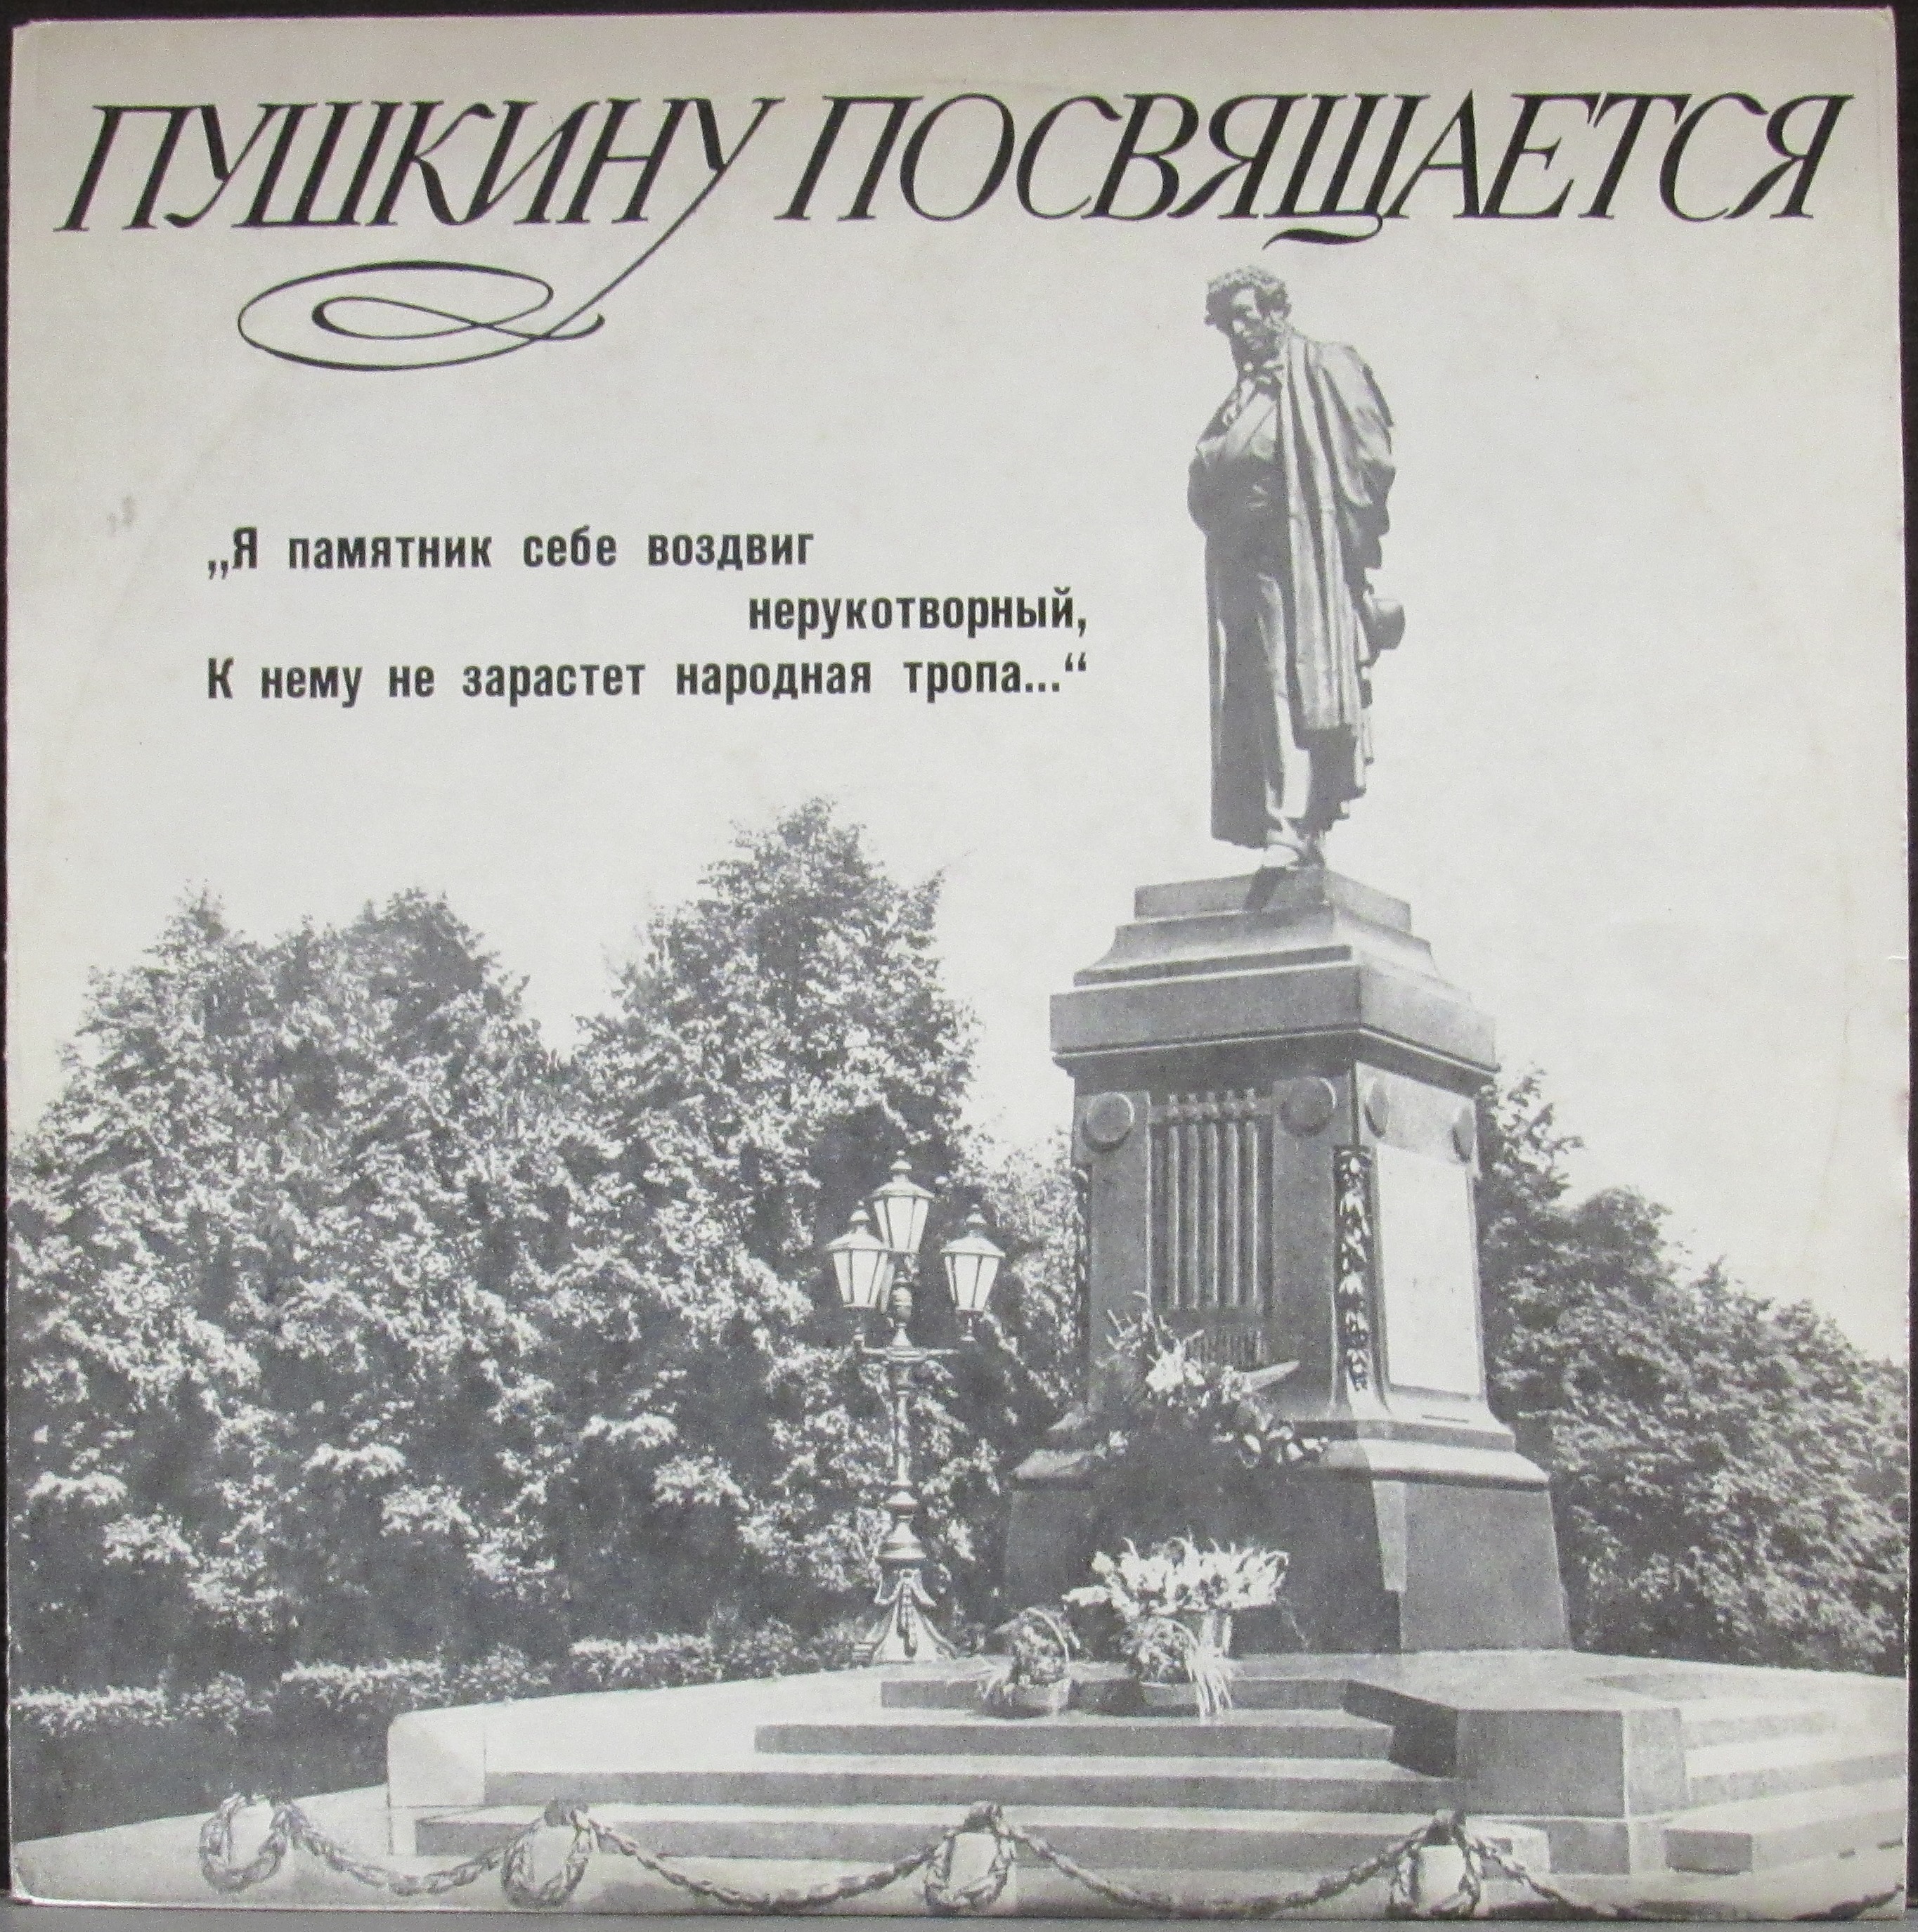 ПУШКИНУ ПОСВЯЩАЕТСЯ
„Я памятник себе воздвиг
нерукотворный,
К нему не зарастет народная тропа...“